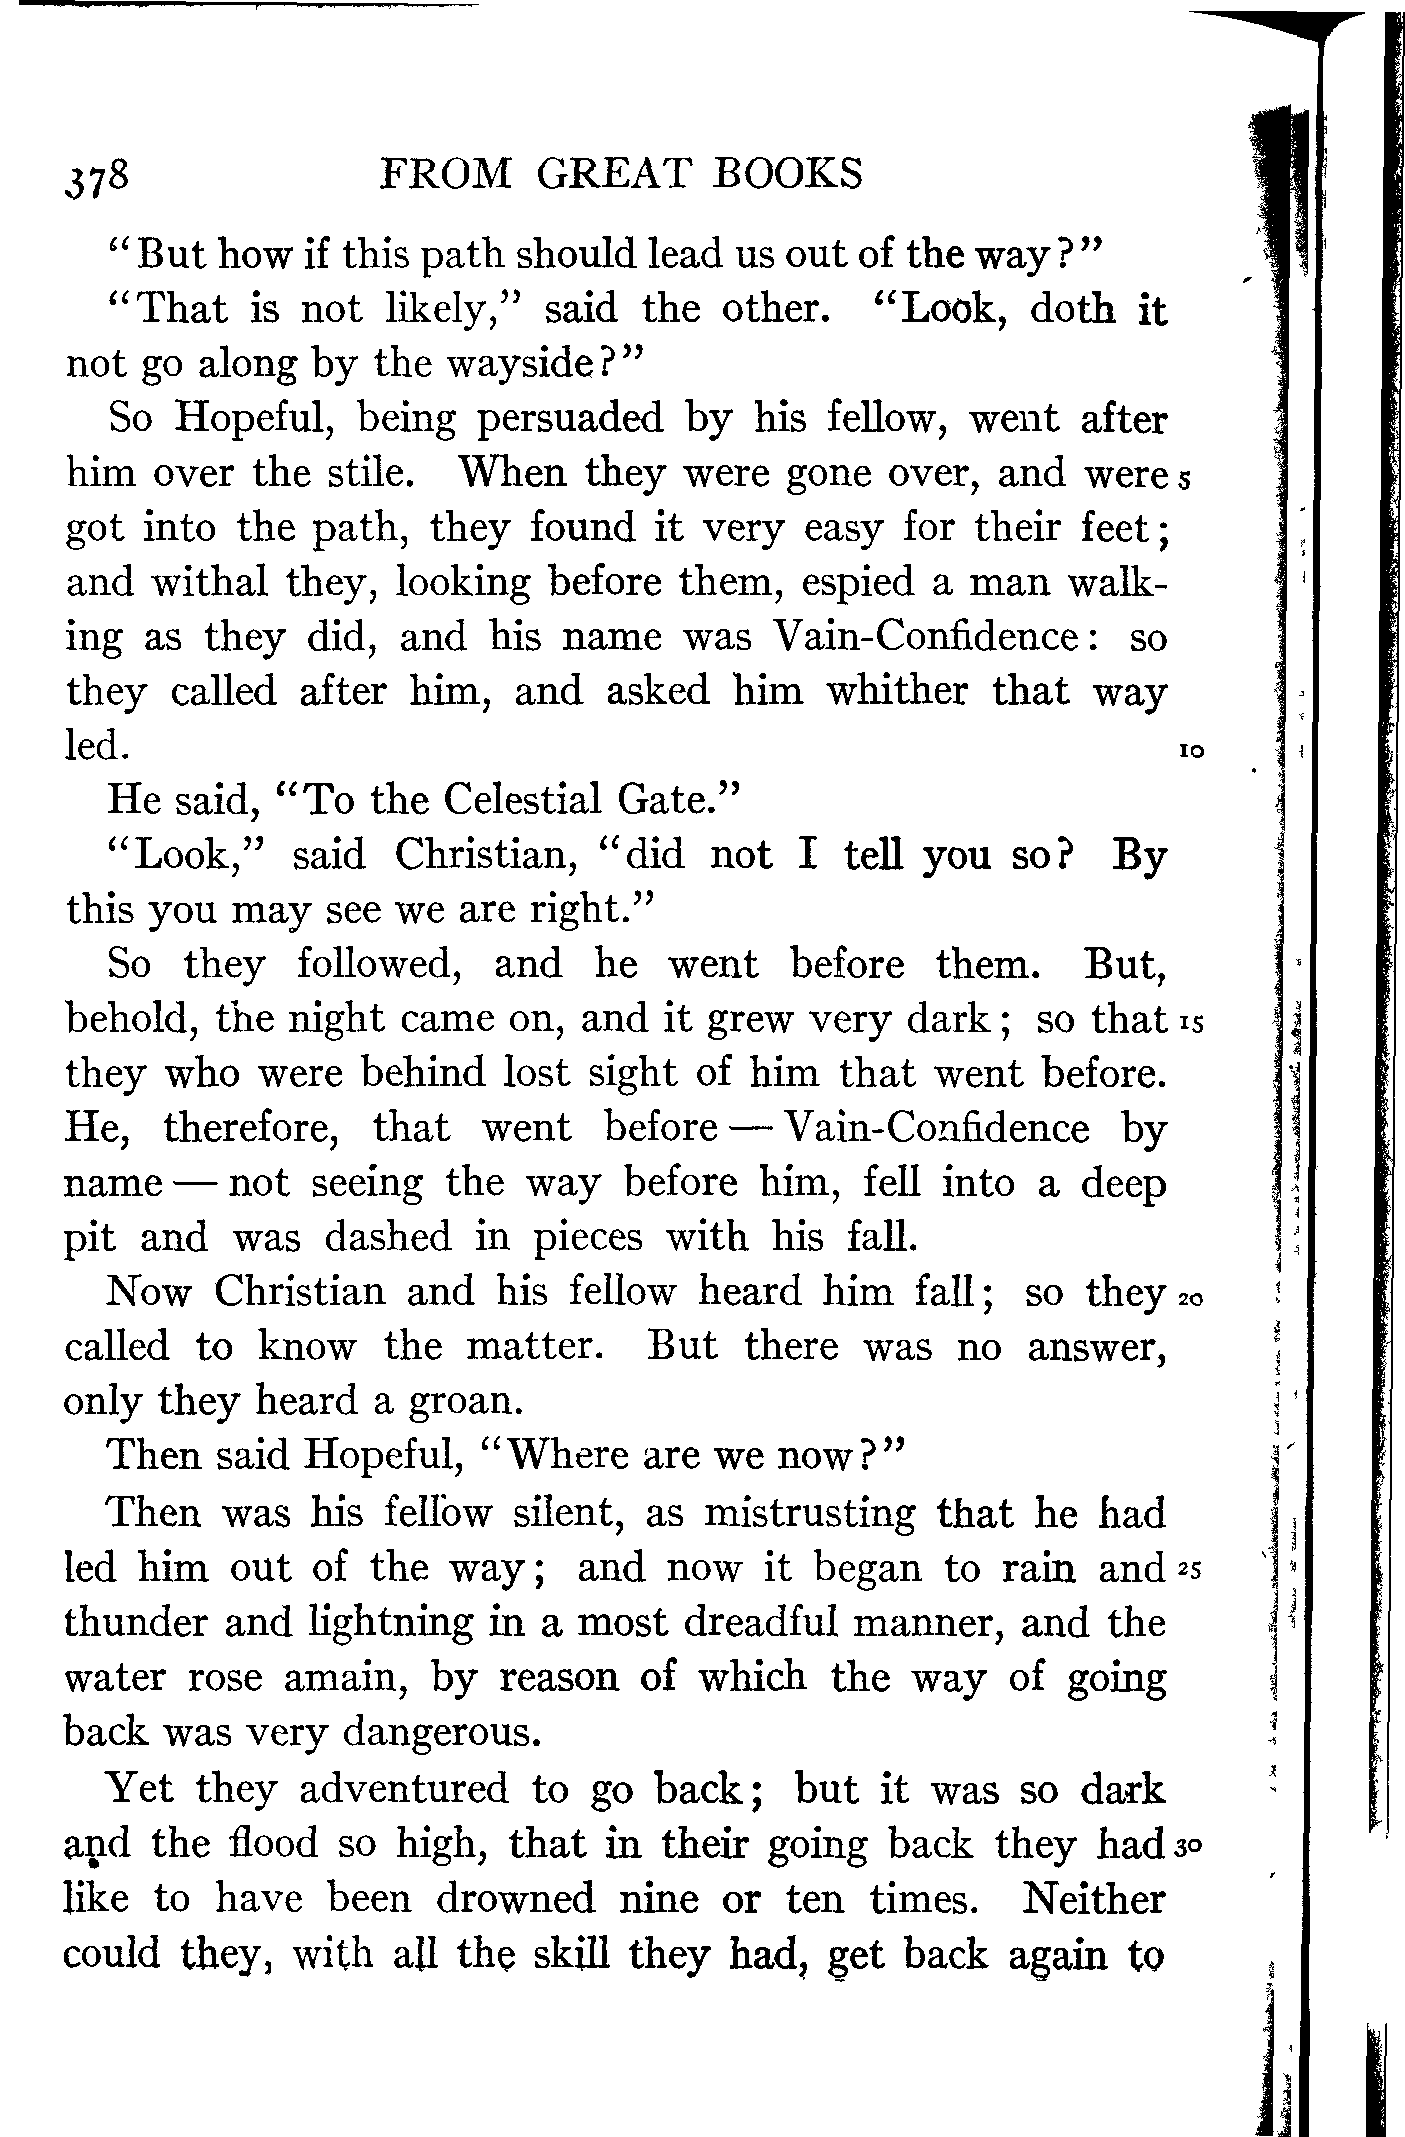 378 FROM GREAT BOOKS
"But how if this path should lead us out of the way?"
"That is not likely," said the other. "Look, doth it
not go along by the wayside?"
So Hopeful, being persuaded by his fellow, went after
him over the stile. When they were gone over, and were 5
got into the path, they found it very easy for their feet;
and withal they, looking before them, espied a man walk-
ing as they did, and his name was Vain-Confidence: so
they called after him, and asked him whither that way
led. 10
He said, "To the Celestial Gate."
"Look," said Christian, "did not I tell you so? By
this you may see we are right."
So they followed, and he went before them. But,
behold, the night came on, and it grew very dark; so that 15
they who were behind lost sight of him that went before.
He, therefore, that went before — Vain-Confidence by
name — not seeing the way before him, fell into a deep
pit and was dashed in pieces with his fall.
Now Christian and his fellow heard him fall; so they 20
called to know the matter. But there was no answer,
only they heard a groan.
Then said Hopeful, "Where are we now?"
Then was his fellow silent, as mistrusting that he had
led him out of the way; and now it began to rain and 25
thunder and lightning in a most dreadful manner, and the
water rose amain, by reason of which the way of going
back was very dangerous.
Yet they adventured to go back; but it was so dark
and the flood so high, that in their going back they had 30
like to have been drowned nine or ten times. Neither
could they, with all the skill they had, get back again to